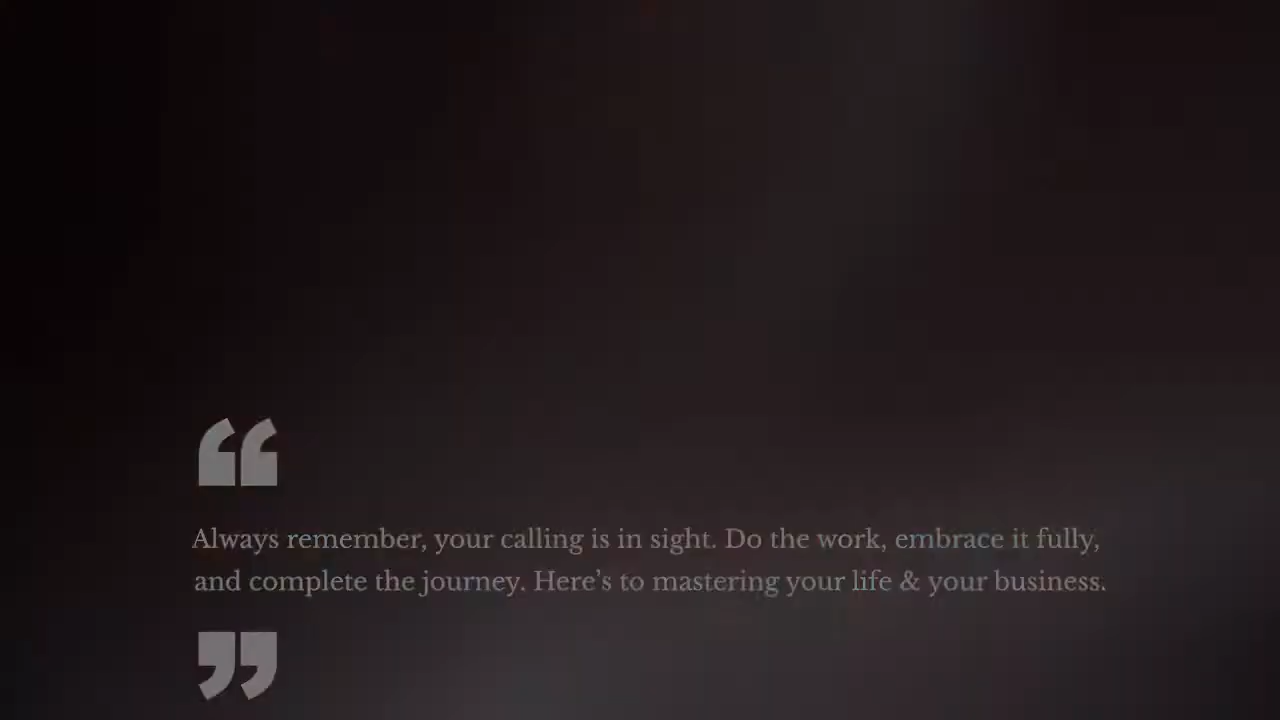 “
Always remember, your calling is in sight. Do the work, embrace it fully,
and complete the journey. Here’s to mastering your life & your business.
”